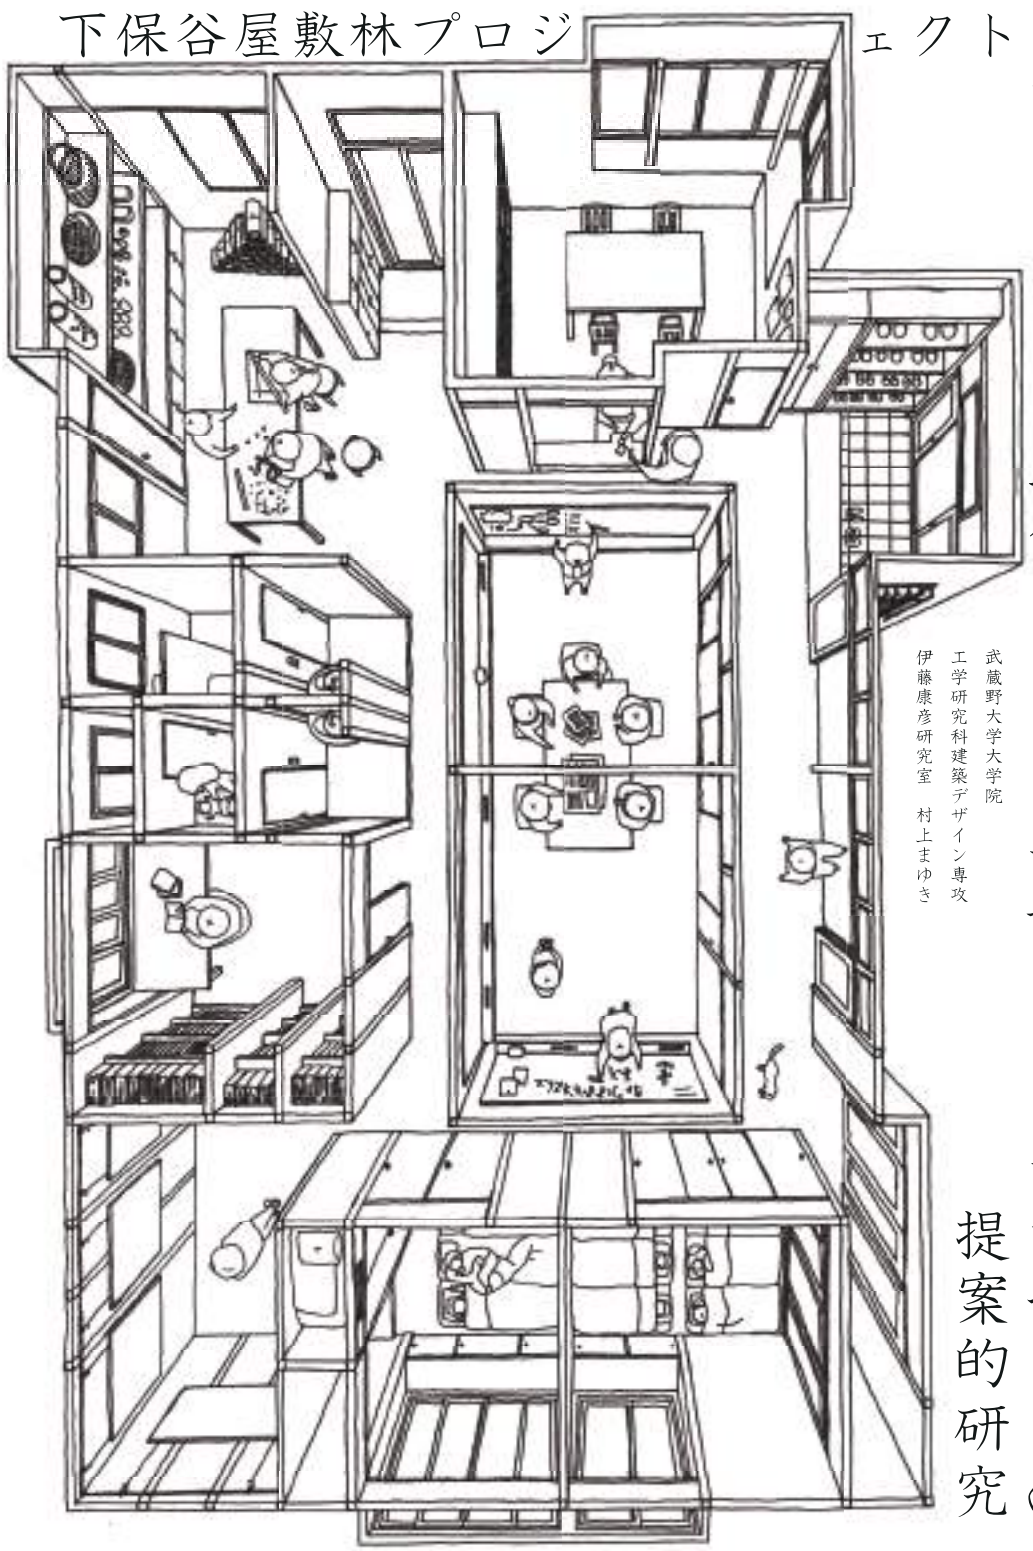 下保谷屋敷林プロジェクト
武蔵野大学大学院
工学研究科建築デザイン専攻
伊藤康彦研究室 村上まゆき
提案的研究